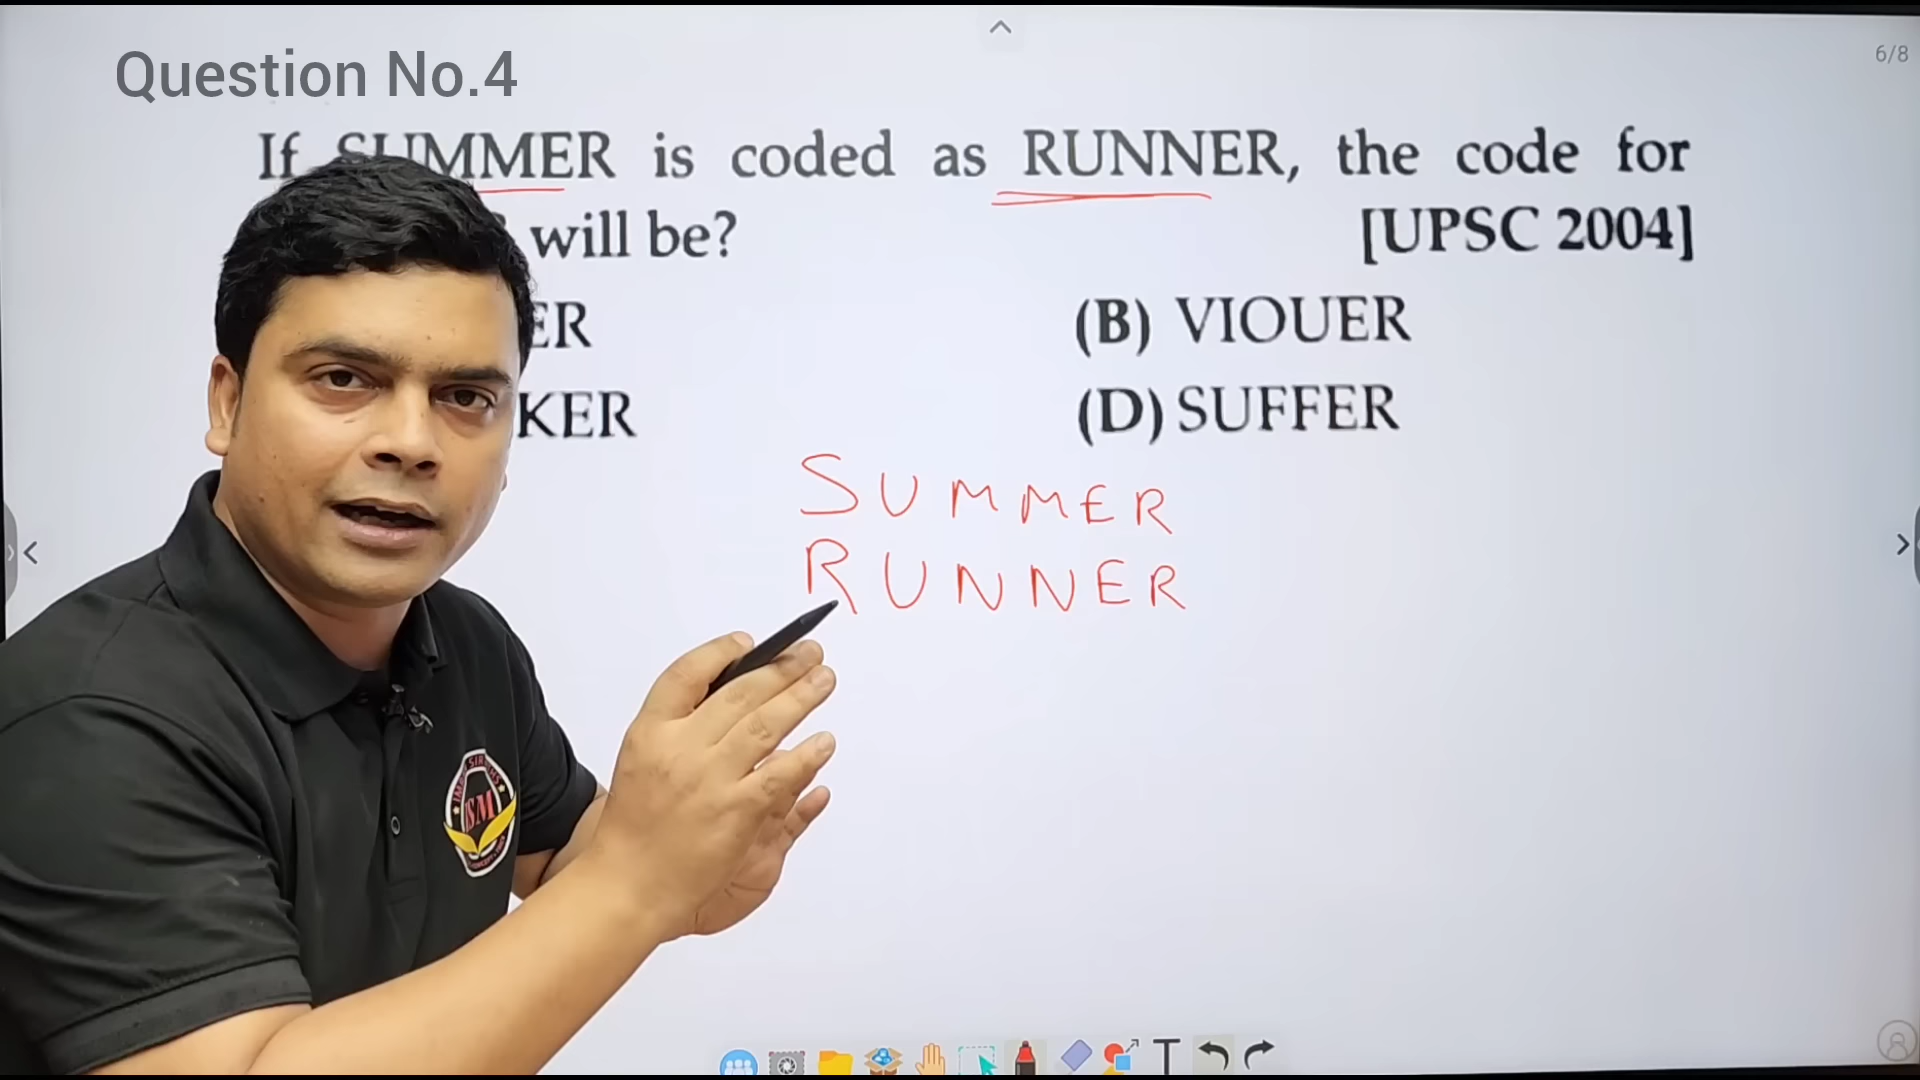 6/8
Question No.4
If SUMMER is coded as RUNNER, the code for
will be? [UPSC 2004]
ER (B) VIOUER
KER (D) SUFFER
SUMMER
RUNNER
SM
T